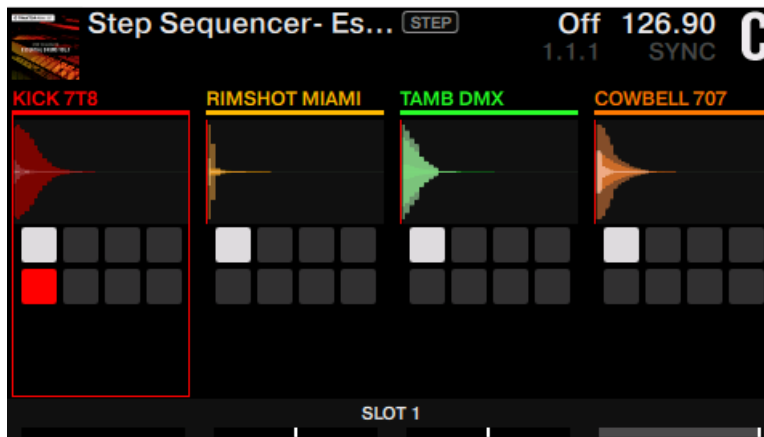 Step Sequencer- Es... STEP Off 126.90 C
1.1.1 SYNC
KICK 7T8 RIMSHOT MIAMI TAMB DMX COWBELL 707
SLOT 1